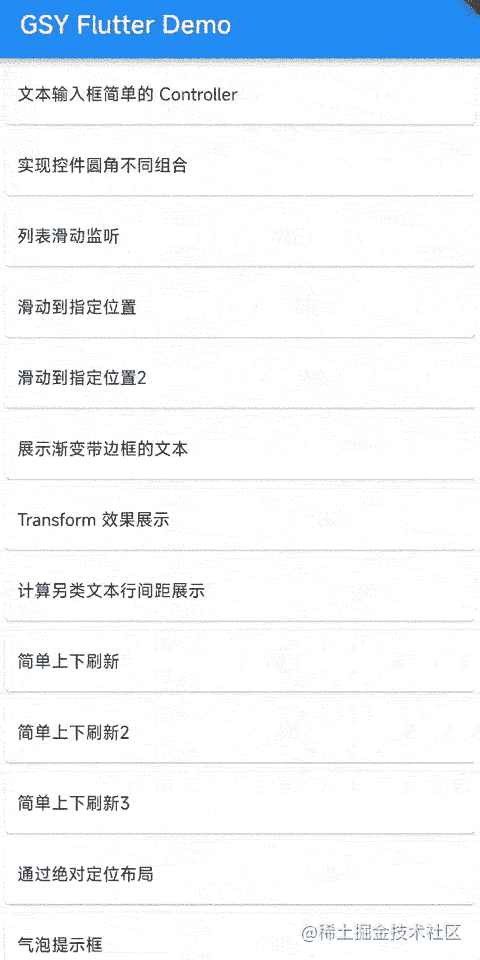 GSY Flutter Demo
文本输入框简单的 Controller
实现控件圆角不同组合
列表滑动监听
滑动到指定位置
滑动到指定位置2
展示渐变带边框的文本
Transform 效果展示
计算另类文本行间距展示
简单上下刷新
简单上下刷新2
简单上下刷新3
通过绝对定位布局
气泡提示框
@稀土掘金技术社区